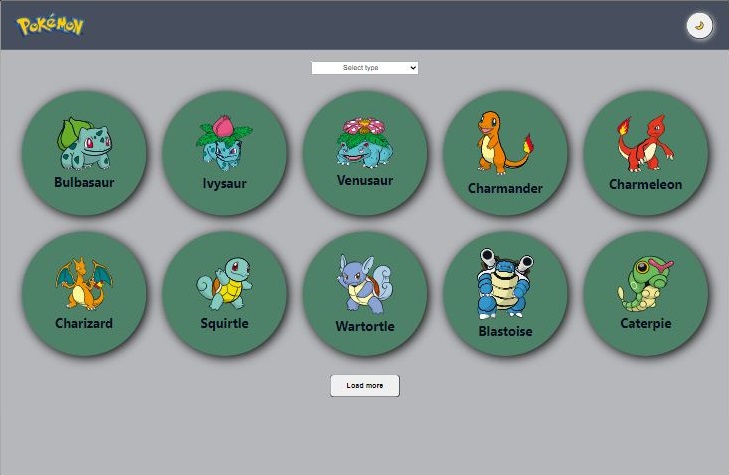 POKéMON
Select type
Bulbasaur
Ivysaur
Venusaur
Charmander
Charmeleon
Charizard
Squirtle
Wartortle
Blastoise
Caterpie
Load more